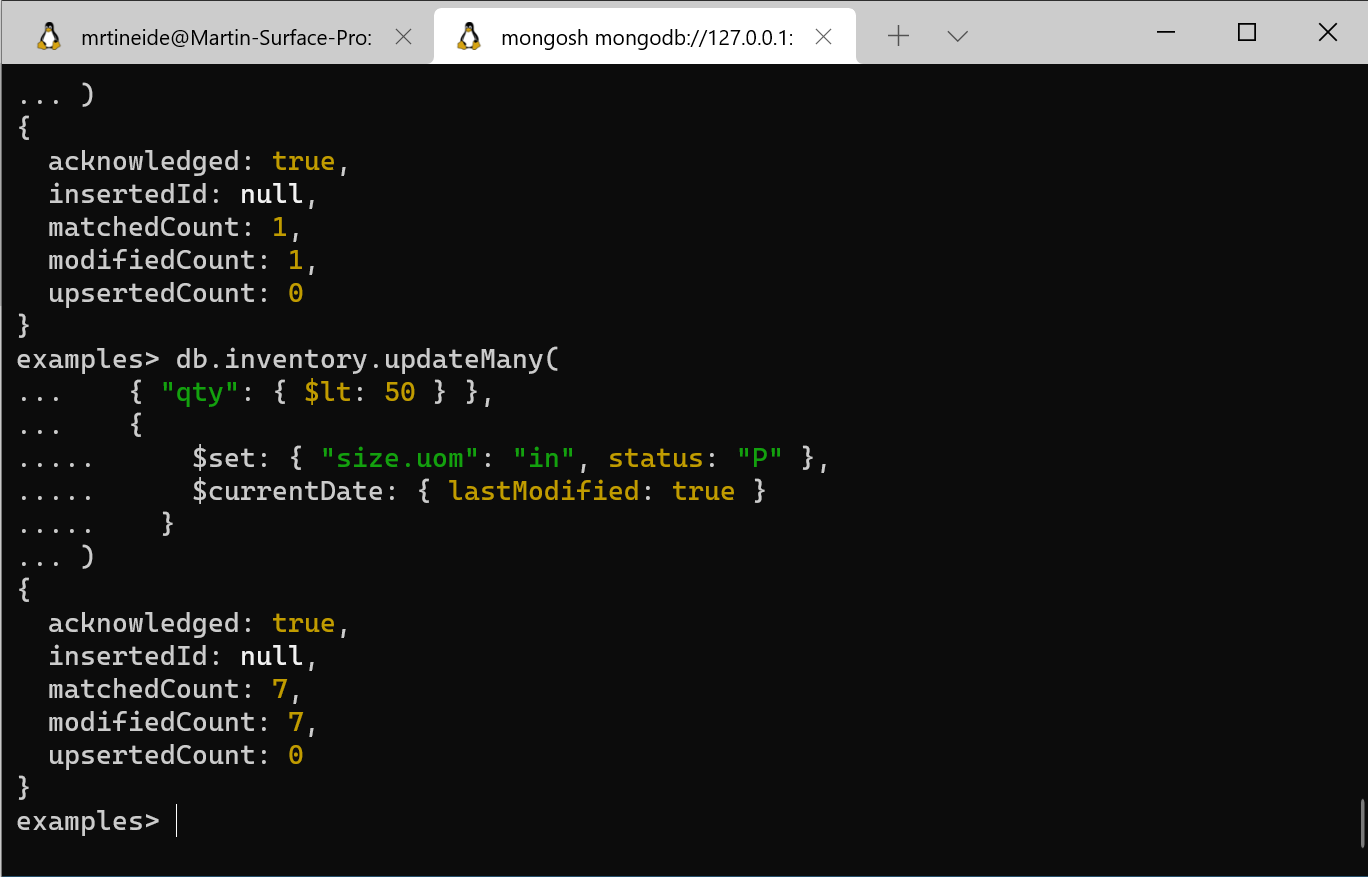 mrtineide@Martin-Surface-Pro: mongosh mongodb://127.0.0.1:
... )
{
  acknowledged: true,
  insertedId: null,
  matchedCount: 1,
  modifiedCount: 1,
  upsertedCount: 0
}
examples> db.inventory.updateMany(
...    { "qty": { $lt: 50 } },
...    {
.....      $set: { "size.uom": "in", status: "P" },
.....      $currentDate: { lastModified: true }
.....    }
... )
{
  acknowledged: true,
  insertedId: null,
  matchedCount: 7,
  modifiedCount: 7,
  upsertedCount: 0
}
examples>